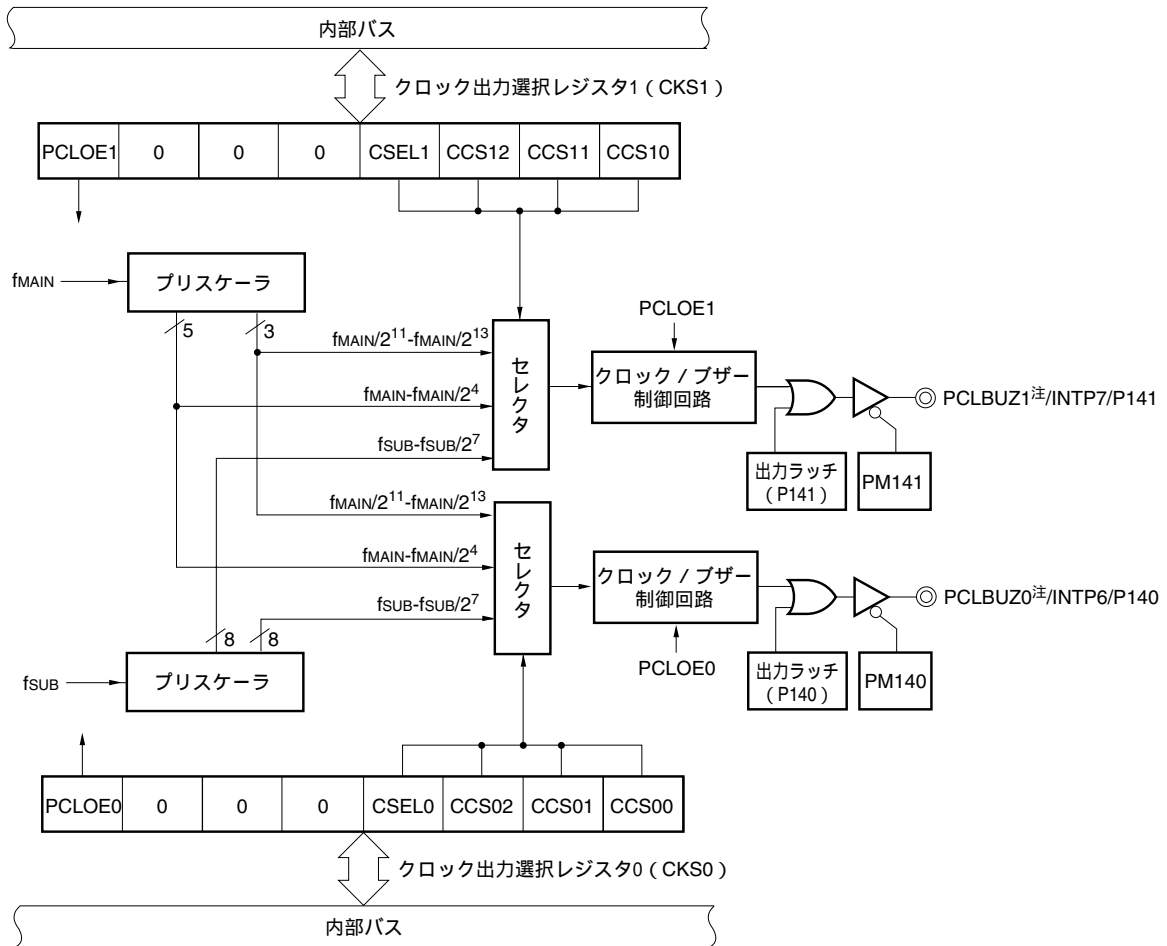 内部バス
クロック出力選択レジスタ1（CKS1）
PCLOE1 0 0 0 CSEL1 CCS12 CCS11 CCS10
fMAIN
プリスケーラ
5 3
PCLOE1
fMAIN/2^11-fMAIN/2^13
fMAIN-fMAIN/2^4
fSUB-fSUB/2^7
セレクタ
クロック / ブザー
制御回路
PCLBUZ1注/INTP7/P141
出力ラッチ
（P141）
PM141
fMAIN/2^11-fMAIN/2^13
fMAIN-fMAIN/2^4
fSUB-fSUB/2^7
セレクタ
クロック / ブザー
制御回路
PCLBUZ0注/INTP6/P140
PCLOE0
出力ラッチ
（P140）
PM140
8 8
fSUB
プリスケーラ
PCLOE0 0 0 0 CSEL0 CCS02 CCS01 CCS00
クロック出力選択レジスタ0（CKS0）
内部バス